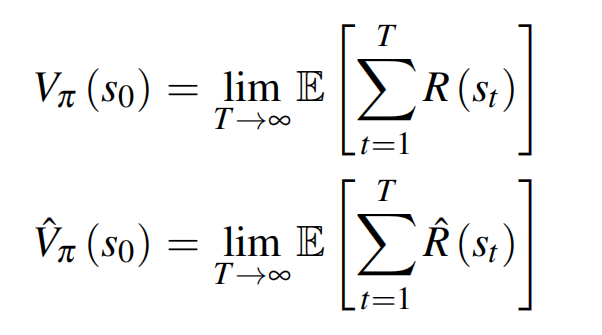 V_π (s_0) = lim_{T→∞} 𝔼 [ ∑_{t=1}^{T} R (s_t) ]
V̂_π (s_0) = lim_{T→∞} 𝔼 [ ∑_{t=1}^{T} R̂ (s_t) ]